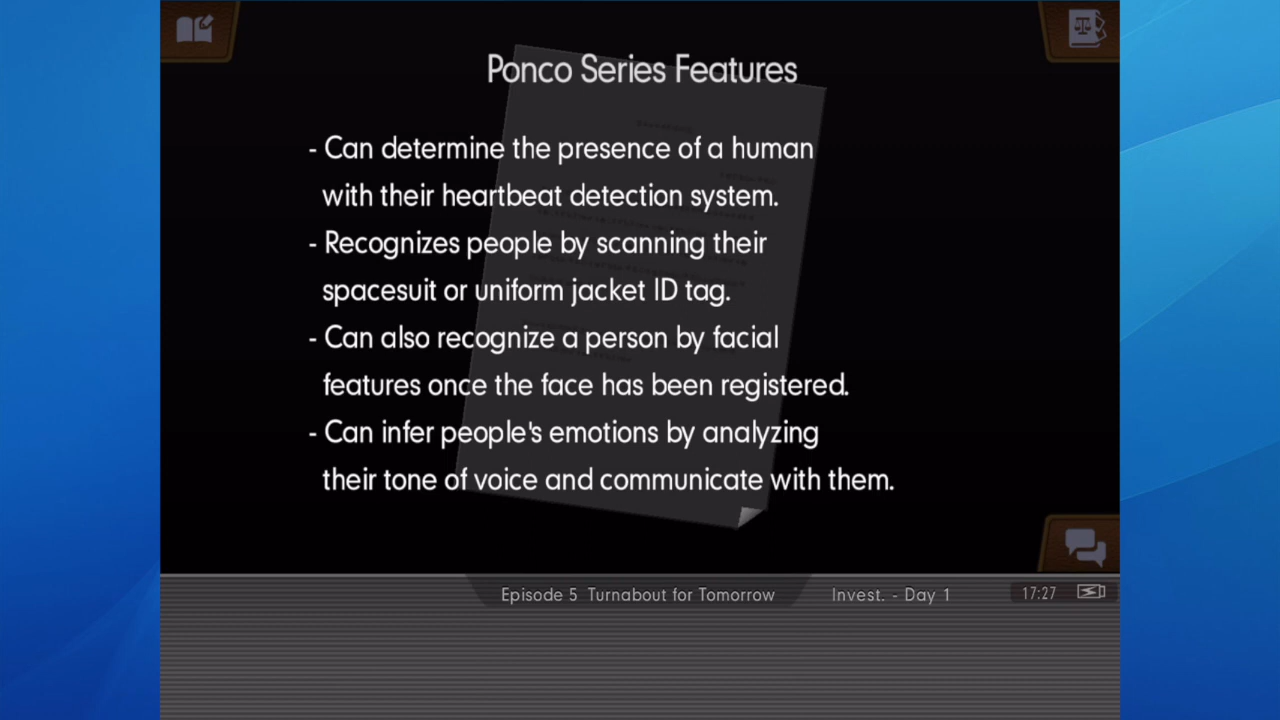 Ponco Series Features
- Can determine the presence of a human
with their heartbeat detection system.
- Recognizes people by scanning their
spacesuit or uniform jacket ID tag.
- Can also recognize a person by facial
features once the face has been registered.
- Can infer people's emotions by analyzing
their tone of voice and communicate with them.
Episode 5 Turnabout for Tomorrow Invest. - Day 1 17:27